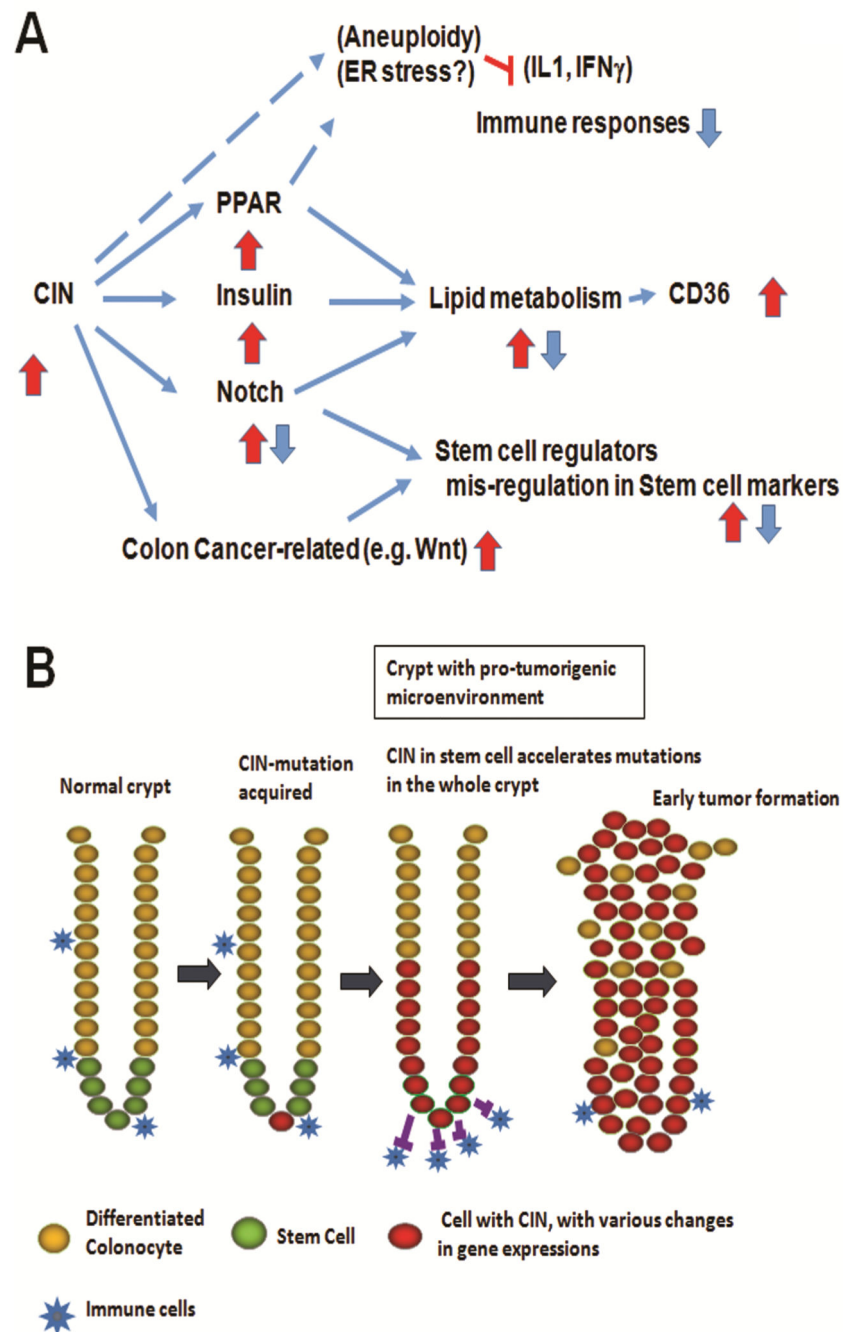 A
(Aneuploidy)
(ER stress?)
(IL1, IFNγ)
Immune responses
PPAR
CIN
Insulin
Lipid metabolism
CD36
Notch
Stem cell regulators
mis-regulation in Stem cell markers
Colon Cancer-related (e.g. Wnt)
B
Crypt with pro-tumorigenic
microenvironment
Normal crypt
CIN-mutation
acquired
CIN in stem cell accelerates mutations
in the whole crypt
Early tumor formation
Differentiated
Colonocyte
Stem Cell
Cell with CIN, with various changes
in gene expressions
Immune cells